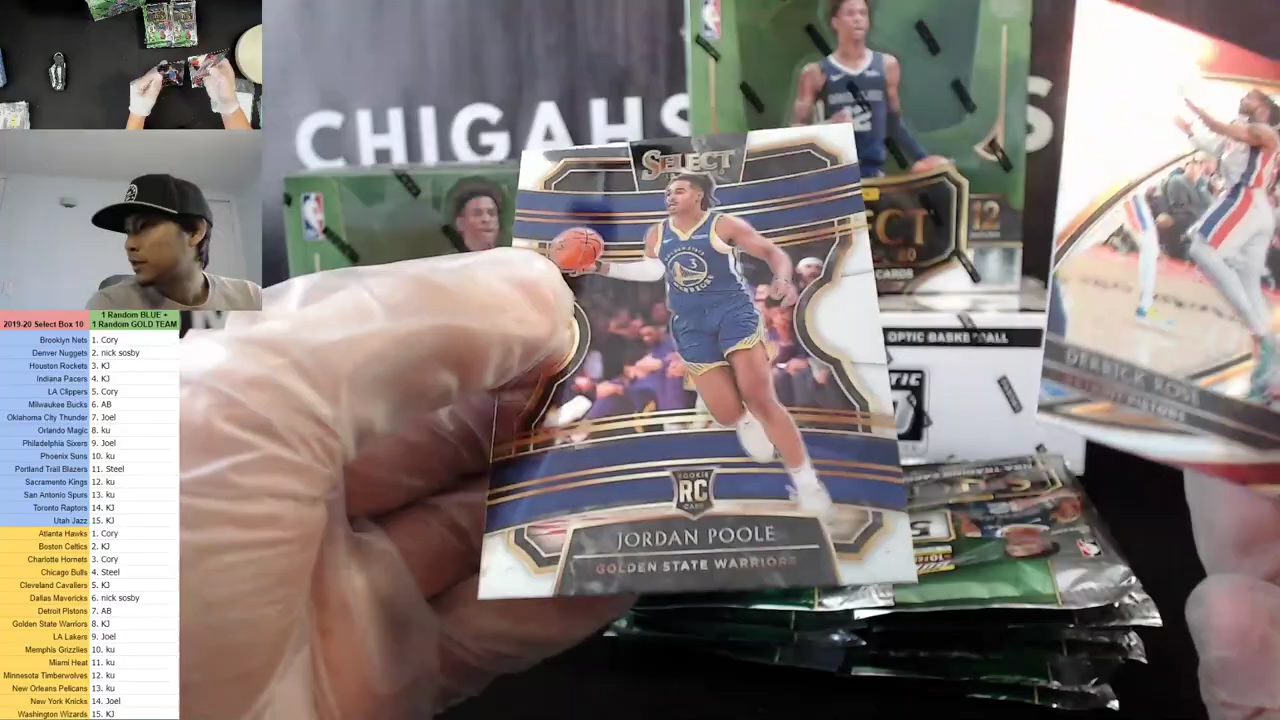 CHIGAHS
S
SELECT
3
RC
ROOKIE
CARD
JORDAN POOLE
GOLDEN STATE WARRIORS
DERRICK ROSE
PISTONS
12
12
CARDS
OPTIC BASKETBALL
2019-20 Select Box 10
1 Random BLUE +
1 Random GOLD TEAM
Brooklyn Nets 1. Cory
Denver Nuggets 2. nick sosby
Houston Rockets 3. KJ
Indiana Pacers 4. KJ
LA Clippers 5. Cory
Milwaukee Bucks 6. AB
Oklahoma City Thunder 7. Joel
Orlando Magic 8. ku
Philadelphia Sixers 9. Joel
Phoenix Suns 10. ku
Portland Trail Blazers 11. Steel
Sacramento Kings 12. ku
San Antonio Spurs 13. ku
Toronto Raptors 14. KJ
Utah Jazz 15. KJ
Atlanta Hawks 1. Cory
Boston Celtics 2. KJ
Charlotte Hornets 3. Cory
Chicago Bulls 4. Steel
Cleveland Cavaliers 5. KJ
Dallas Mavericks 6. nick sosby
Detroit Pistons 7. AB
Golden State Warriors 8. KJ
LA Lakers 9. Joel
Memphis Grizzlies 10. ku
Miami Heat 11. ku
Minnesota Timberwolves 12. ku
New Orleans Pelicans 13. ku
New York Knicks 14. Joel
Washington Wizards 15. KJ